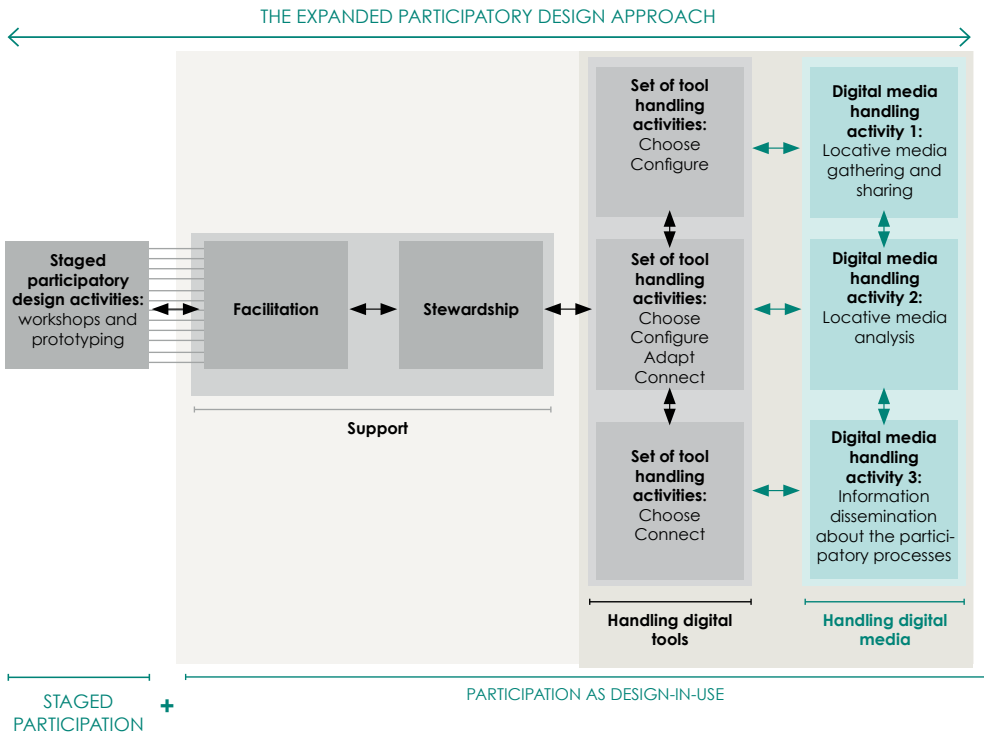 THE EXPANDED PARTICIPATORY DESIGN APPROACH
Staged
participatory
design activities:
workshops and
prototyping
Facilitation
Stewardship
Support
Set of tool
handling
activities:
Choose
Configure
Set of tool
handling
activities:
Choose
Configure
Adapt
Connect
Set of tool
handling
activities:
Choose
Connect
Handling digital
tools
Digital media
handling
activity 1:
Locative media
gathering and
sharing
Digital media
handling
activity 2:
Locative media
analysis
Digital media
handling
activity 3:
Information
dissemination
about the partici-
patory processes
Handling digital
media
STAGED
PARTICIPATION
+
PARTICIPATION AS DESIGN-IN-USE